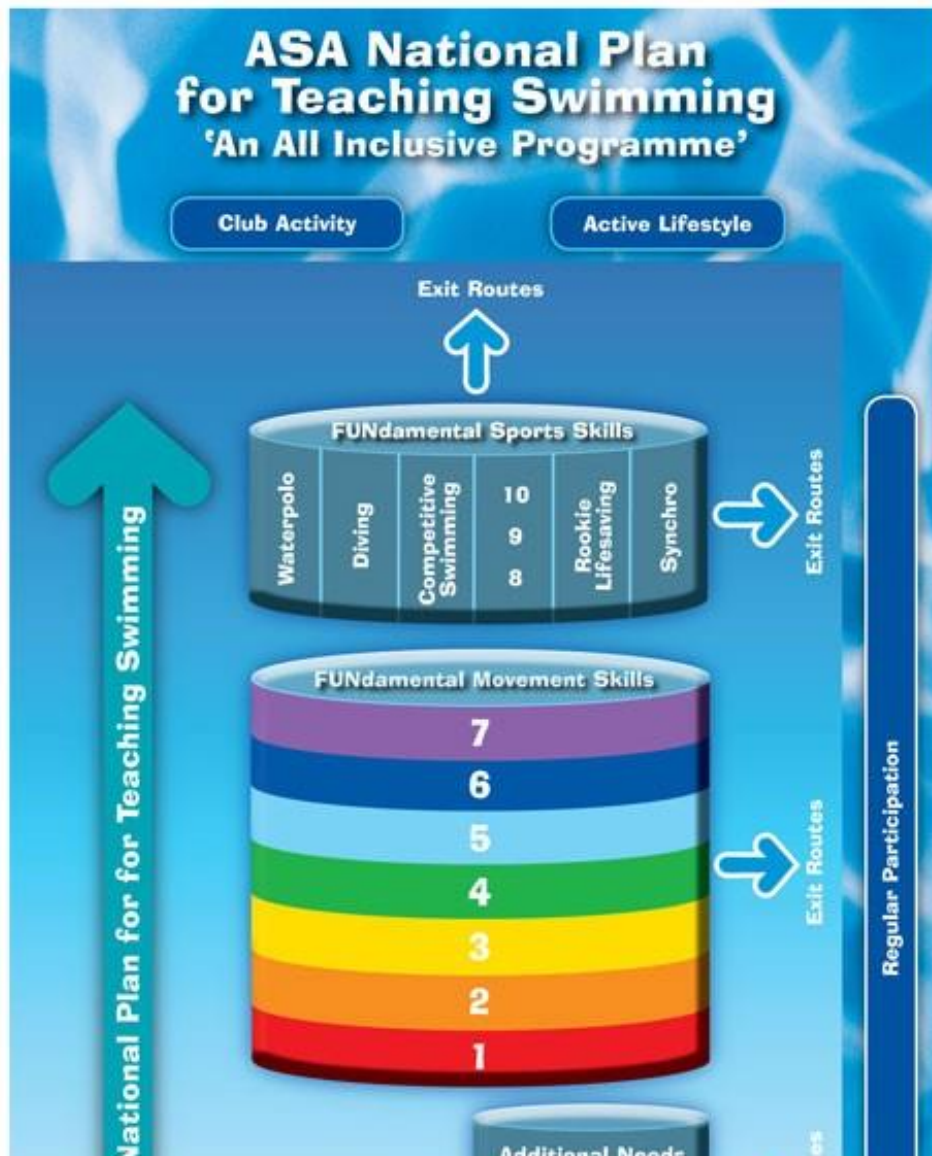 ASA National Plan
for Teaching Swimming
‘An All Inclusive Programme’
Club Activity
Active Lifestyle
Exit Routes
FUNdamental Sports Skills
Waterpolo
Diving
Competitive
Swimming
10
9
8
Rookie
Lifesaving
Synchro
Exit Routes
FUNdamental Movement Skills
7
6
5
4
3
2
1
Exit Routes
Regular Participation
National Plan for for Teaching Swimming
Additional Needs